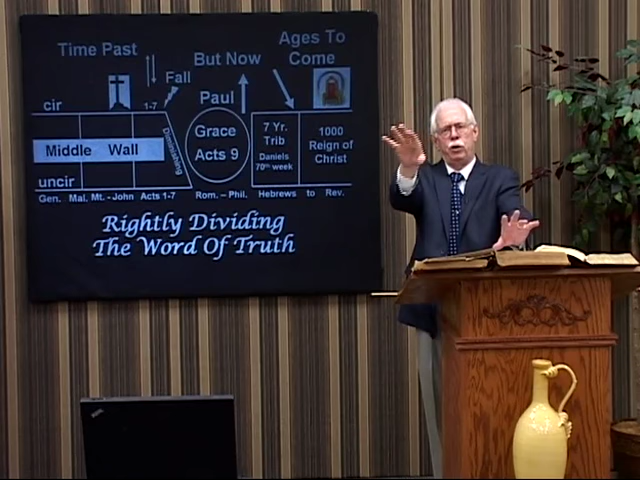 Time Past
But Now
Ages To
Come
Fall
cir
1-7
Paul
Grace
Acts 9
7 Yr.
Trib
Daniels
70th week
1000
Reign of
Christ
Middle Wall
Diminishing
uncir
Gen. Mal. Mt. - John Acts 1-7 Rom. – Phil. Hebrews to Rev.
Rightly Dividing
The Word Of Truth